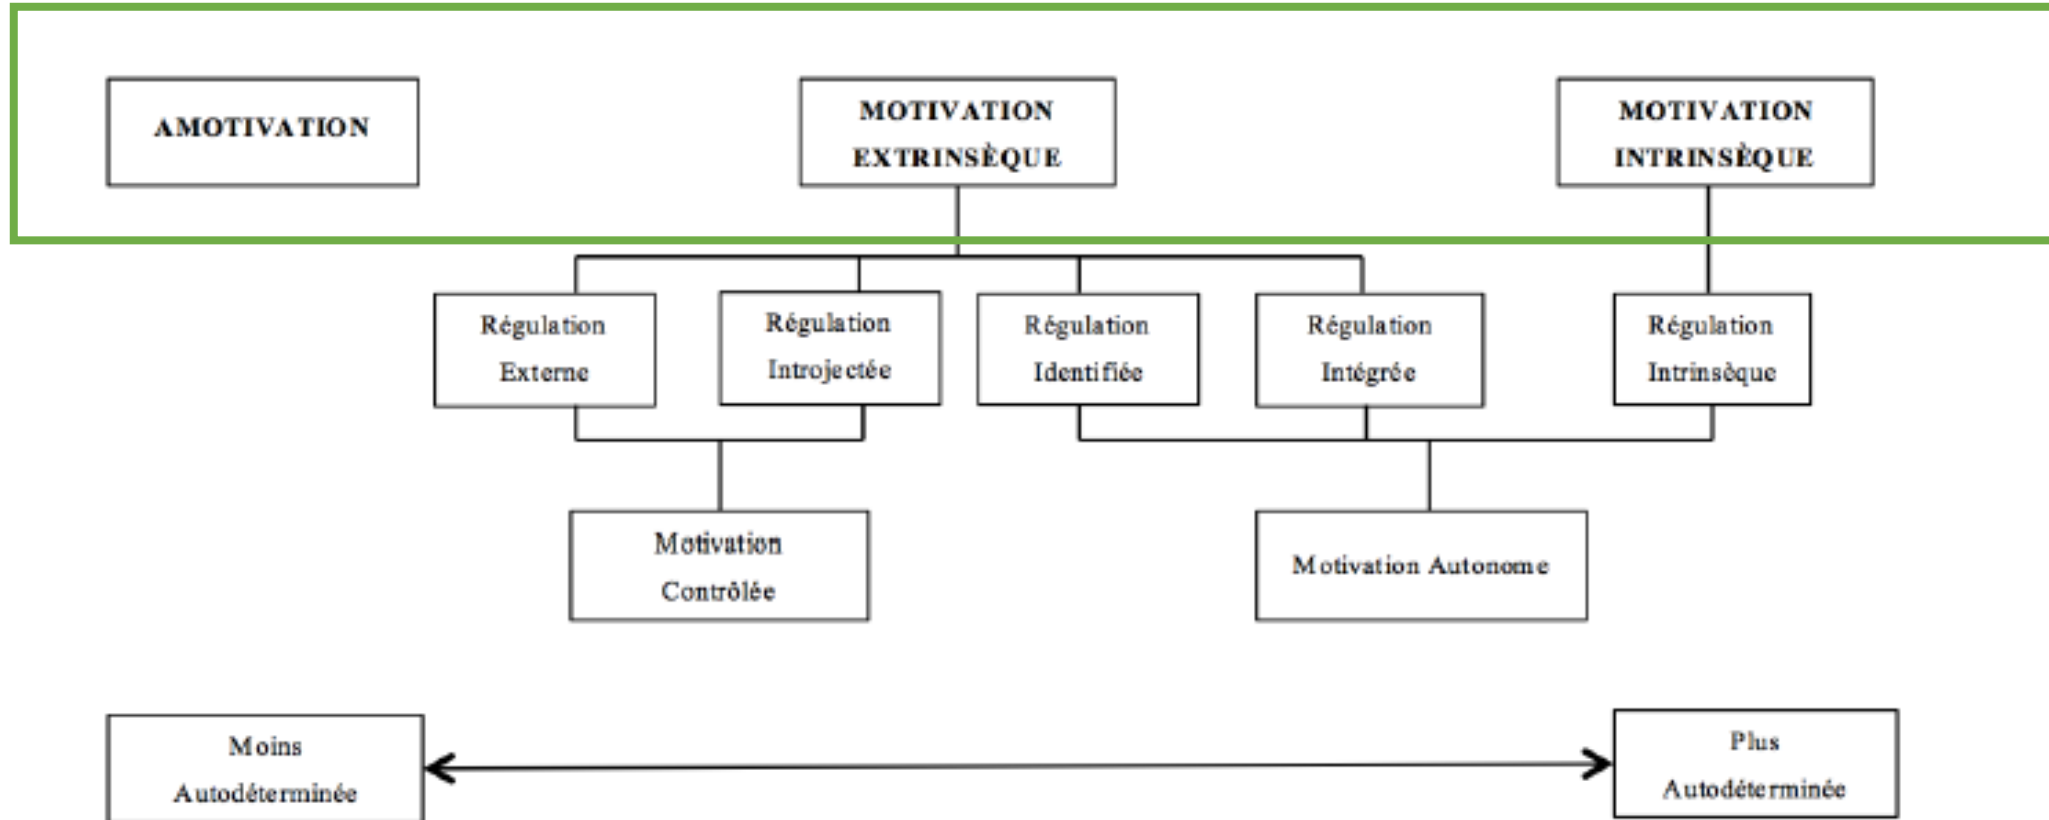 AMOTIVATION
MOTIVATION
EXTRINSÈQUE
MOTIVATION
INTRINSÈQUE
Régulation
Externe
Régulation
Introjectée
Régulation
Identifiée
Régulation
Intégrée
Régulation
Intrinsèque
Motivation
Contrôlée
Motivation Autonome
Moins
Autodéterminée
Plus
Autodéterminée